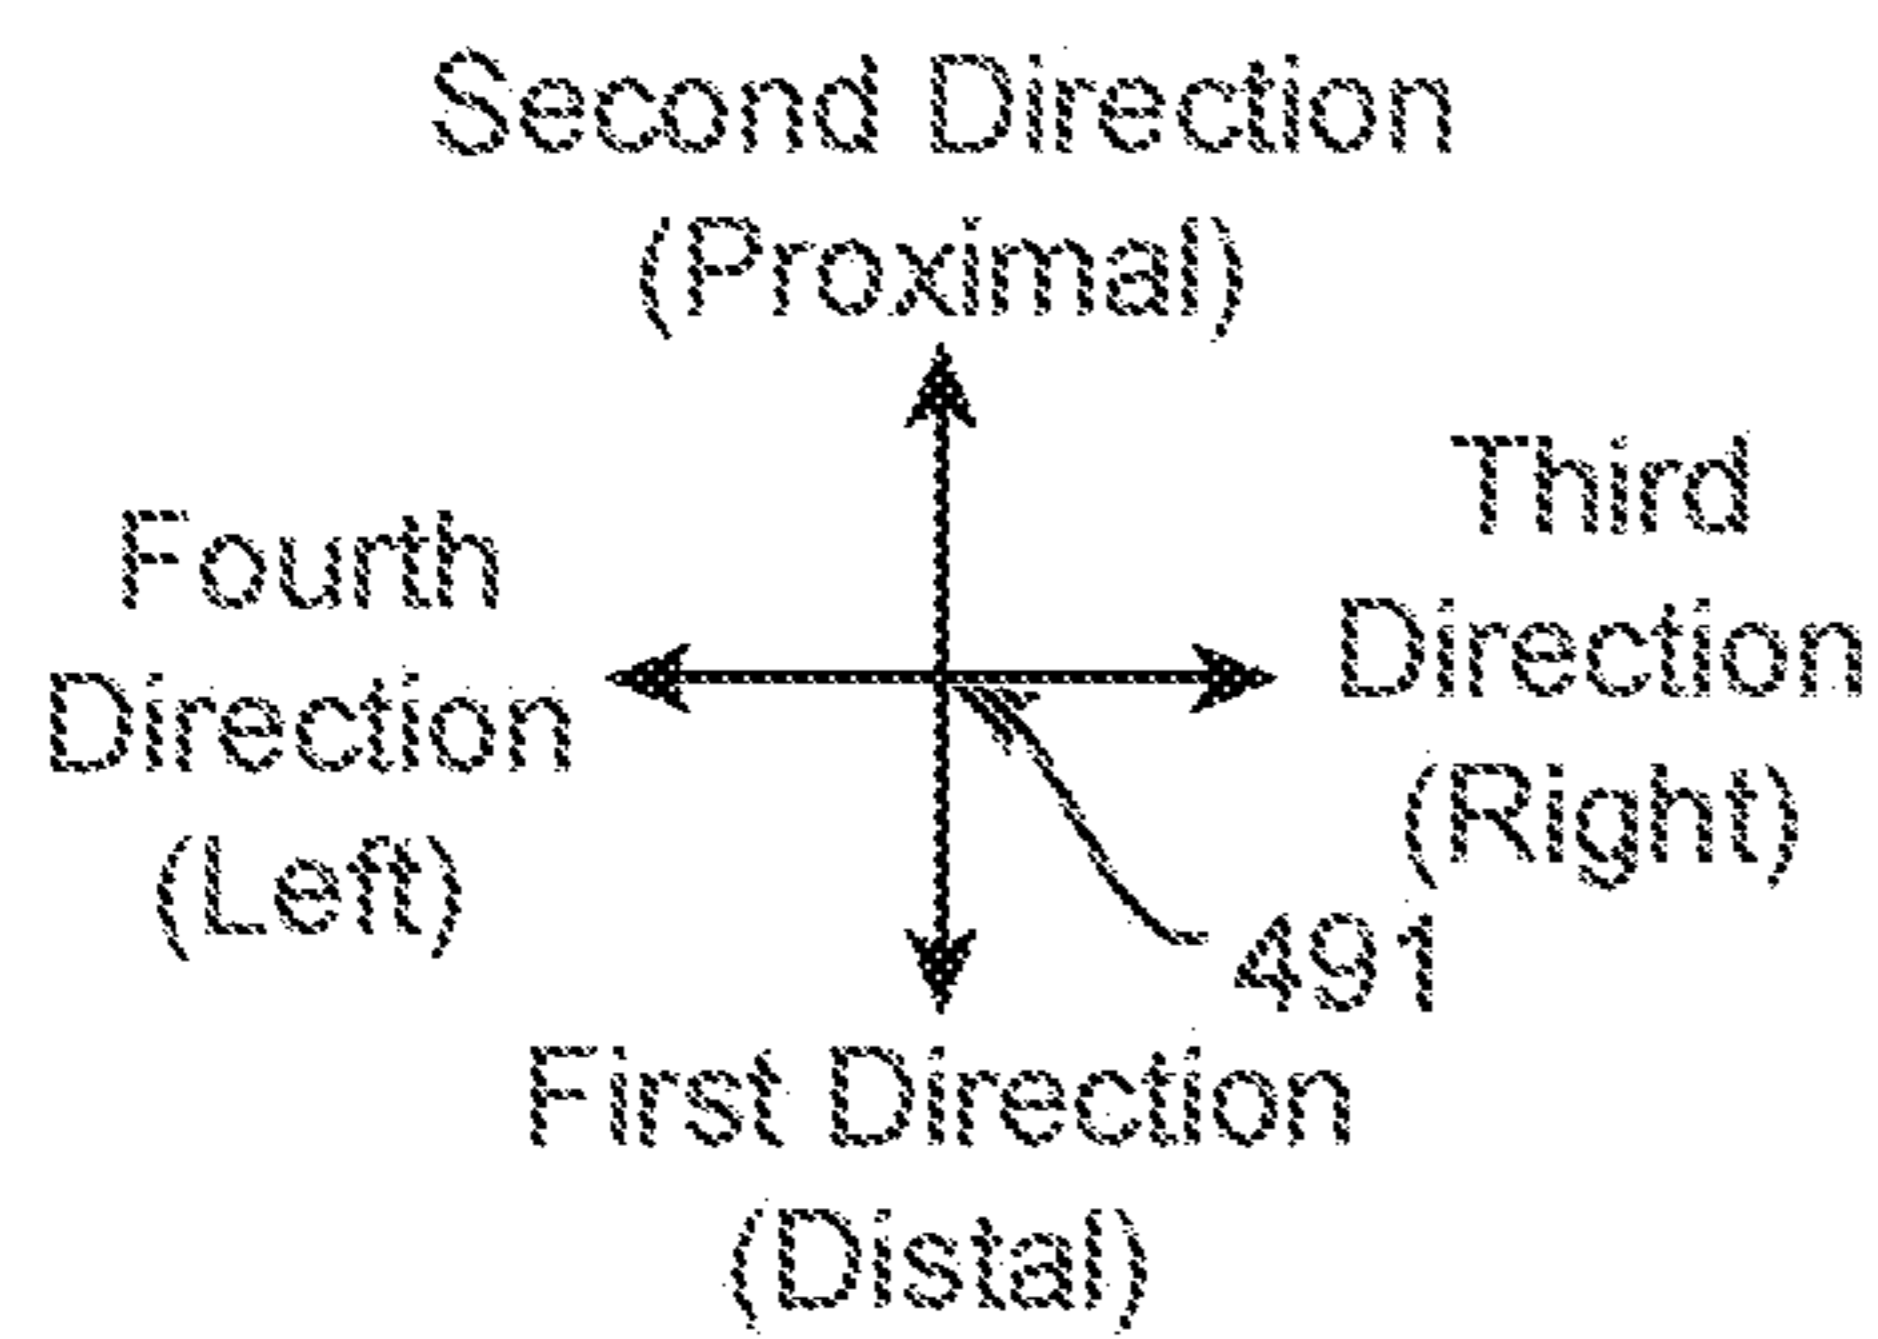 Second Direction
(Proximal)
Third
Direction
(Right)
Fourth
Direction
(Left)
491
First Direction
(Distal)